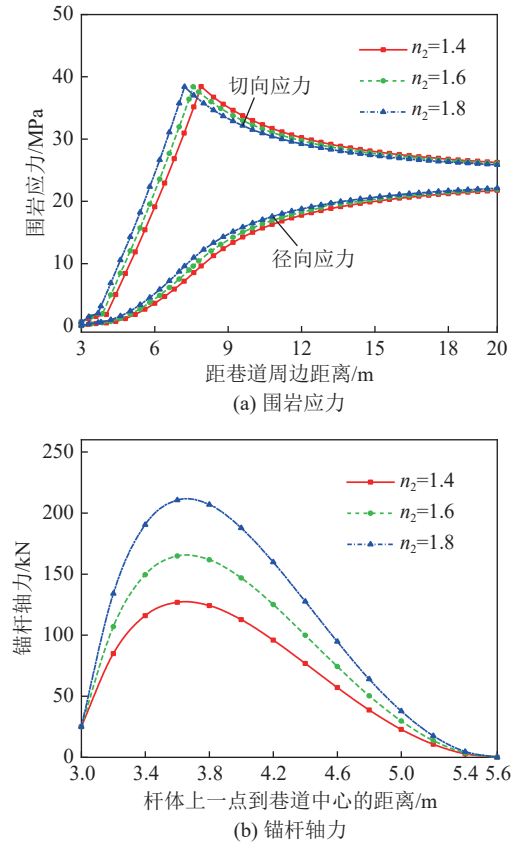 50
40
30
20
10
0
围岩应力/MPa
n₂=1.4
n₂=1.6
n₂=1.8
切向应力
径向应力
3 6 9 12 15 18 20
距巷道周边距离/m
(a) 围岩应力
250
200
150
100
50
0
锚杆轴力/kN
n₂=1.4
n₂=1.6
n₂=1.8
3.0 3.4 3.8 4.2 4.6 5.0 5.4 5.6
杆体上一点到巷道中心的距离/m
(b) 锚杆轴力